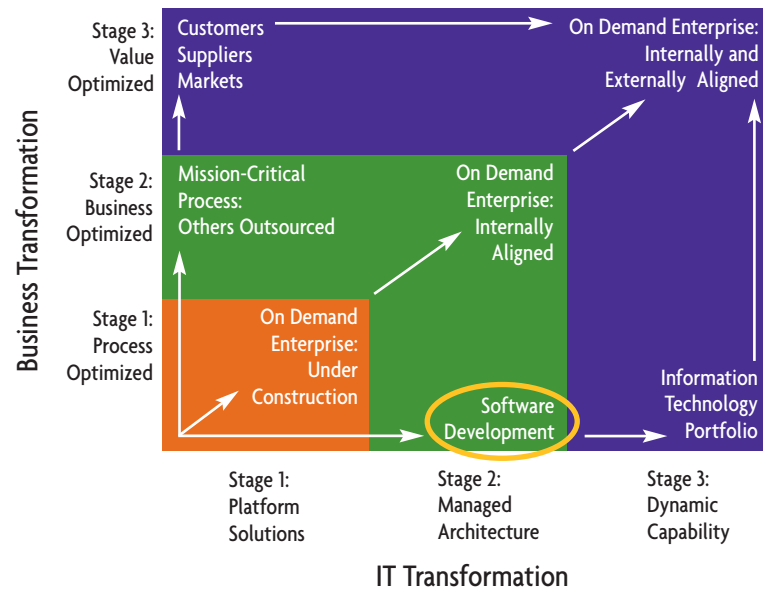 Business Transformation
Stage 3:
Value
Optimized
Customers
Suppliers
Markets
On Demand Enterprise:
Internally and
Externally Aligned
Stage 2:
Business
Optimized
Mission-Critical
Process:
Others Outsourced
On Demand
Enterprise:
Internally
Aligned
Stage 1:
Process
Optimized
On Demand
Enterprise:
Under
Construction
Software
Development
Information
Technology
Portfolio
Stage 1:
Platform
Solutions
Stage 2:
Managed
Architecture
Stage 3:
Dynamic
Capability
IT Transformation